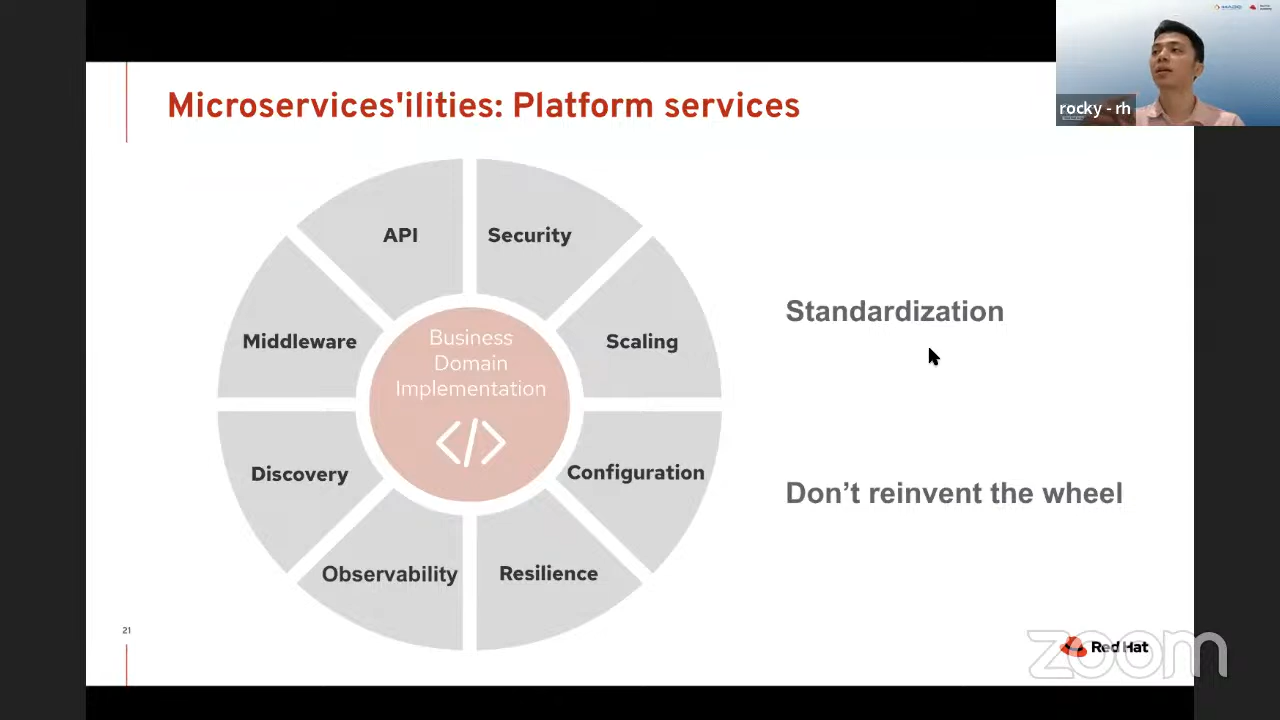 Microservices'ilities: Platform services
rocky - rh
API
Security
Middleware
Scaling
Business
Domain
Implementation
</>
Discovery
Configuration
Observability
Resilience
Standardization
Don't reinvent the wheel
21
Red Hat
zoom